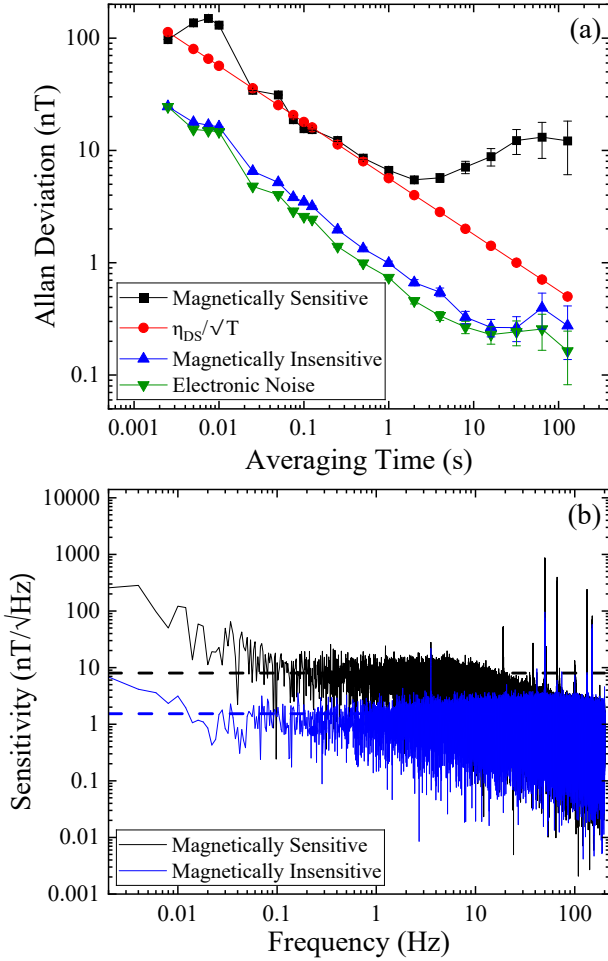 (a)
100
10
1
0.1
Allan Deviation (nT)
Magnetically Sensitive
η_DS/√T
Magnetically Insensitive
Electronic Noise
0.001 0.01 0.1 1 10 100
Averaging Time (s)
(b)
10000
1000
100
10
1
0.1
0.01
0.001
Sensitivity (nT/√Hz)
Magnetically Sensitive
Magnetically Insensitive
0.01 0.1 1 10 100
Frequency (Hz)